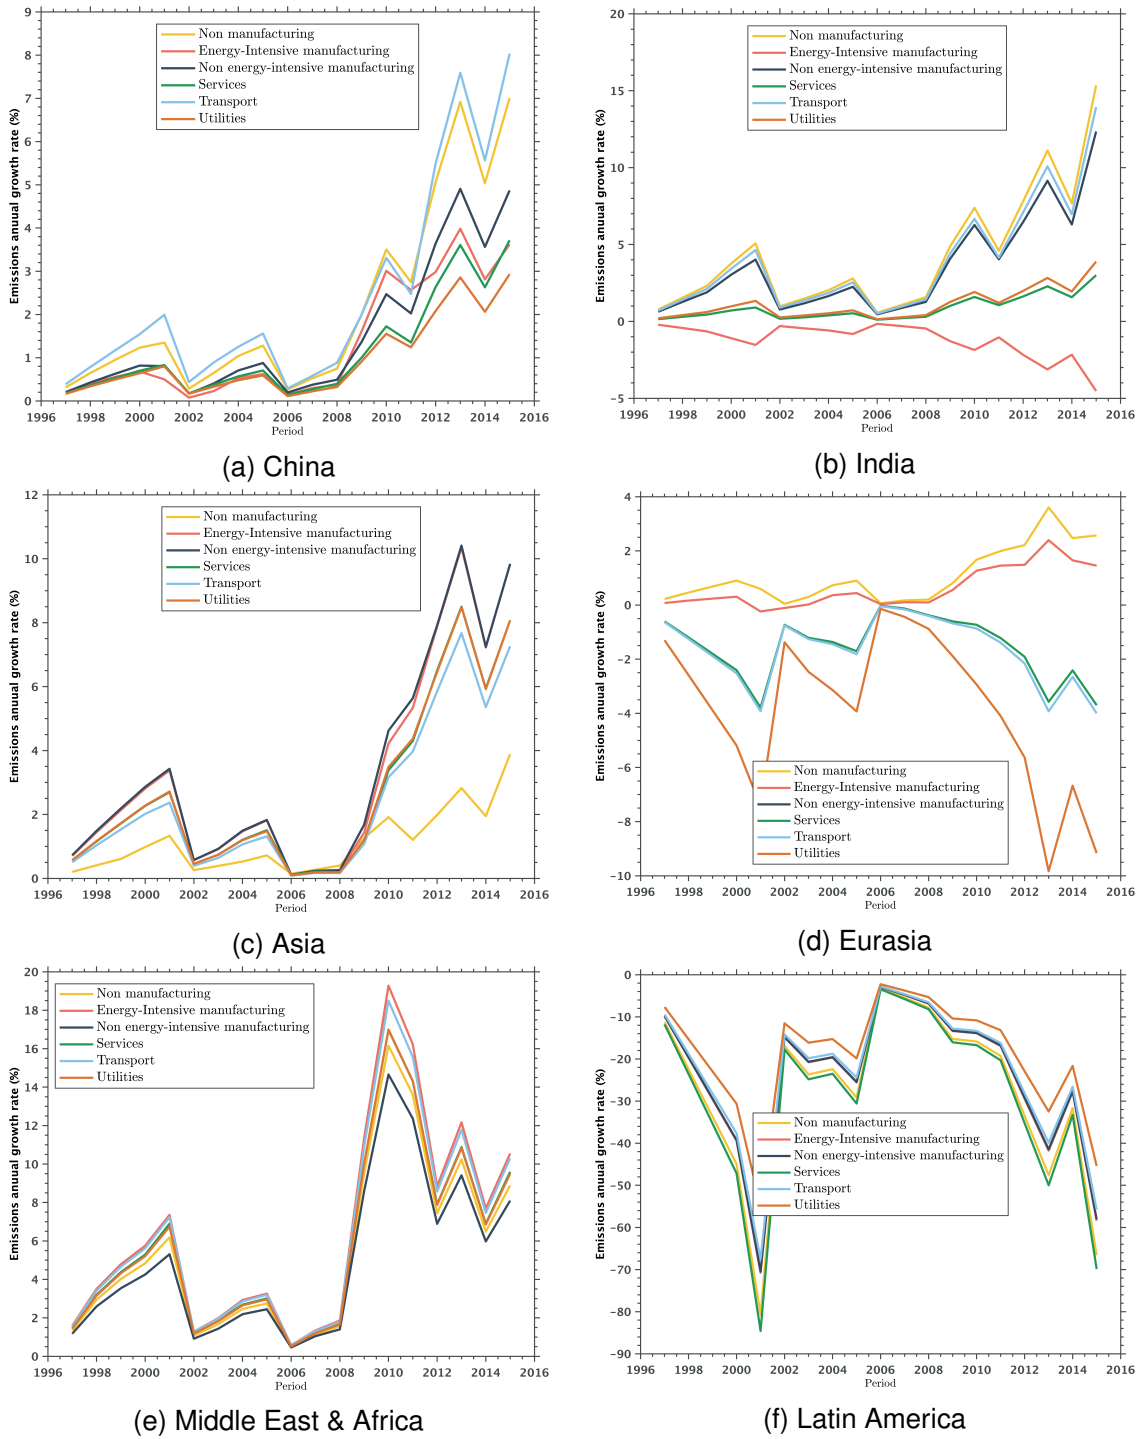 9
8
7
6
5
4
3
2
1
0
Emissions anuual growth rate (%)
Non manufacturing
Energy-Intensive manufacturing
Non energy-intensive manufacturing
Services
Transport
Utilities
1996 1998 2000 2002 2004 2006 2008 2010 2012 2014 2016
Period
(a) China
20
15
10
5
0
−5
Emissions anuual growth rate (%)
Non manufacturing
Energy-Intensive manufacturing
Non energy-intensive manufacturing
Services
Transport
Utilities
1996 1998 2000 2002 2004 2006 2008 2010 2012 2014 2016
Period
(b) India
12
10
8
6
4
2
0
Emissions anuual growth rate (%)
Non manufacturing
Energy-Intensive manufacturing
Non energy-intensive manufacturing
Services
Transport
Utilities
1996 1998 2000 2002 2004 2006 2008 2010 2012 2014 2016
Period
(c) Asia
4
2
0
−2
−4
−6
−8
−10
Emissions anuual growth rate (%)
Non manufacturing
Energy-Intensive manufacturing
Non energy-intensive manufacturing
Services
Transport
Utilities
1996 1998 2000 2002 2004 2006 2008 2010 2012 2014 2016
Period
(d) Eurasia
20
18
16
14
12
10
8
6
4
2
0
Emissions anuual growth rate (%)
Non manufacturing
Energy-Intensive manufacturing
Non energy-intensive manufacturing
Services
Transport
Utilities
1996 1998 2000 2002 2004 2006 2008 2010 2012 2014 2016
Period
(e) Middle East & Africa
0
−10
−20
−30
−40
−50
−60
−70
−80
−90
Emissions anuual growth rate (%)
Non manufacturing
Energy-Intensive manufacturing
Non energy-intensive manufacturing
Services
Transport
Utilities
1996 1998 2000 2002 2004 2006 2008 2010 2012 2014 2016
Period
(f) Latin America